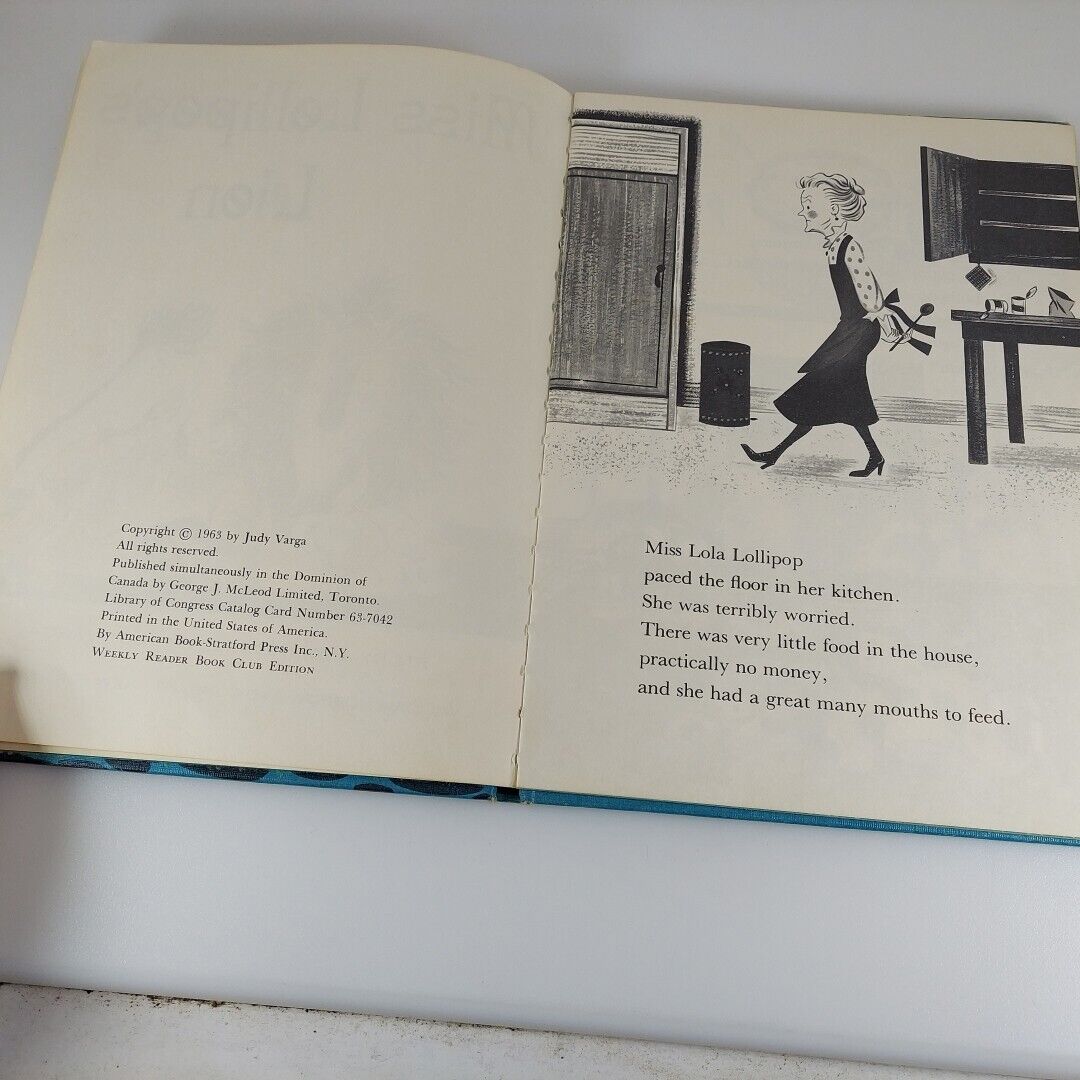 Miss Lollipop's
Lion
Copyright © 1963 by Judy Varga
All rights reserved.
Published simultaneously in the Dominion of
Canada by George J. McLeod Limited, Toronto.
Library of Congress Catalog Card Number 63-7042
Printed in the United States of America.
By American Book-Stratford Press Inc., N.Y.
WEEKLY READER BOOK CLUB EDITION
Miss Lola Lollipop
paced the floor in her kitchen.
She was terribly worried.
There was very little food in the house,
practically no money,
and she had a great many mouths to feed.